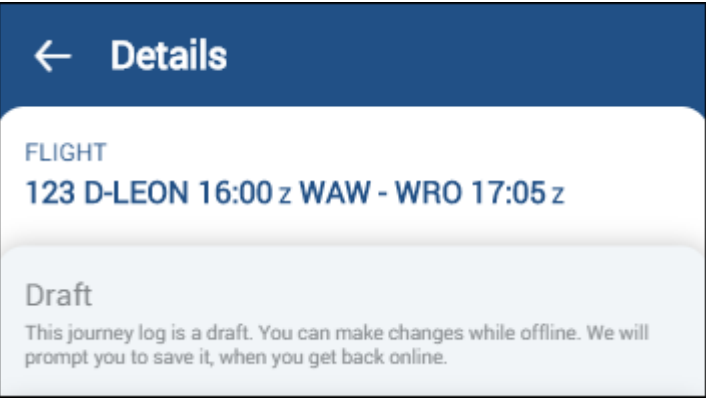 Details
FLIGHT
123 D-LEON 16:00 z WAW - WRO 17:05 z
Draft
This journey log is a draft. You can make changes while offline. We will
prompt you to save it, when you get back online.